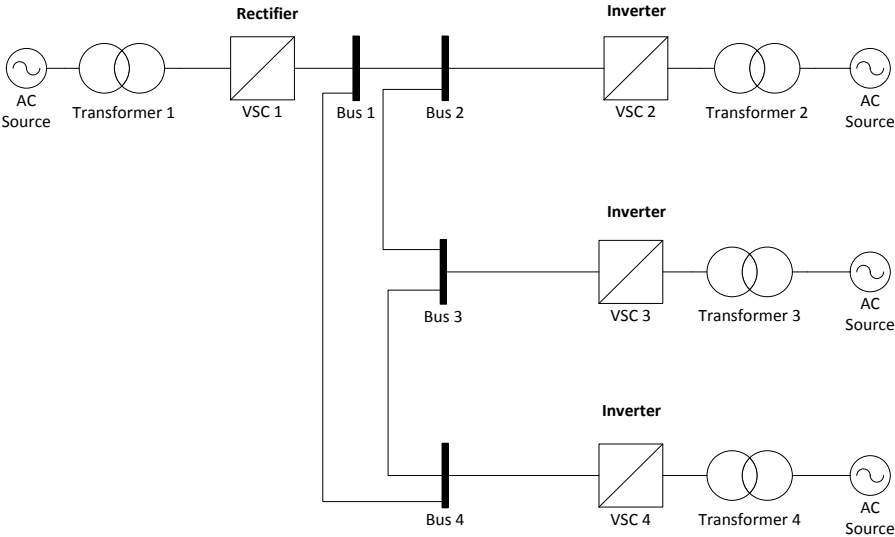 Rectifier
Inverter
AC
Source
Transformer 1
VSC 1
Bus 1
Bus 2
VSC 2
Transformer 2
AC
Source
Inverter
Bus 3
VSC 3
Transformer 3
AC
Source
Inverter
Bus 4
VSC 4
Transformer 4
AC
Source